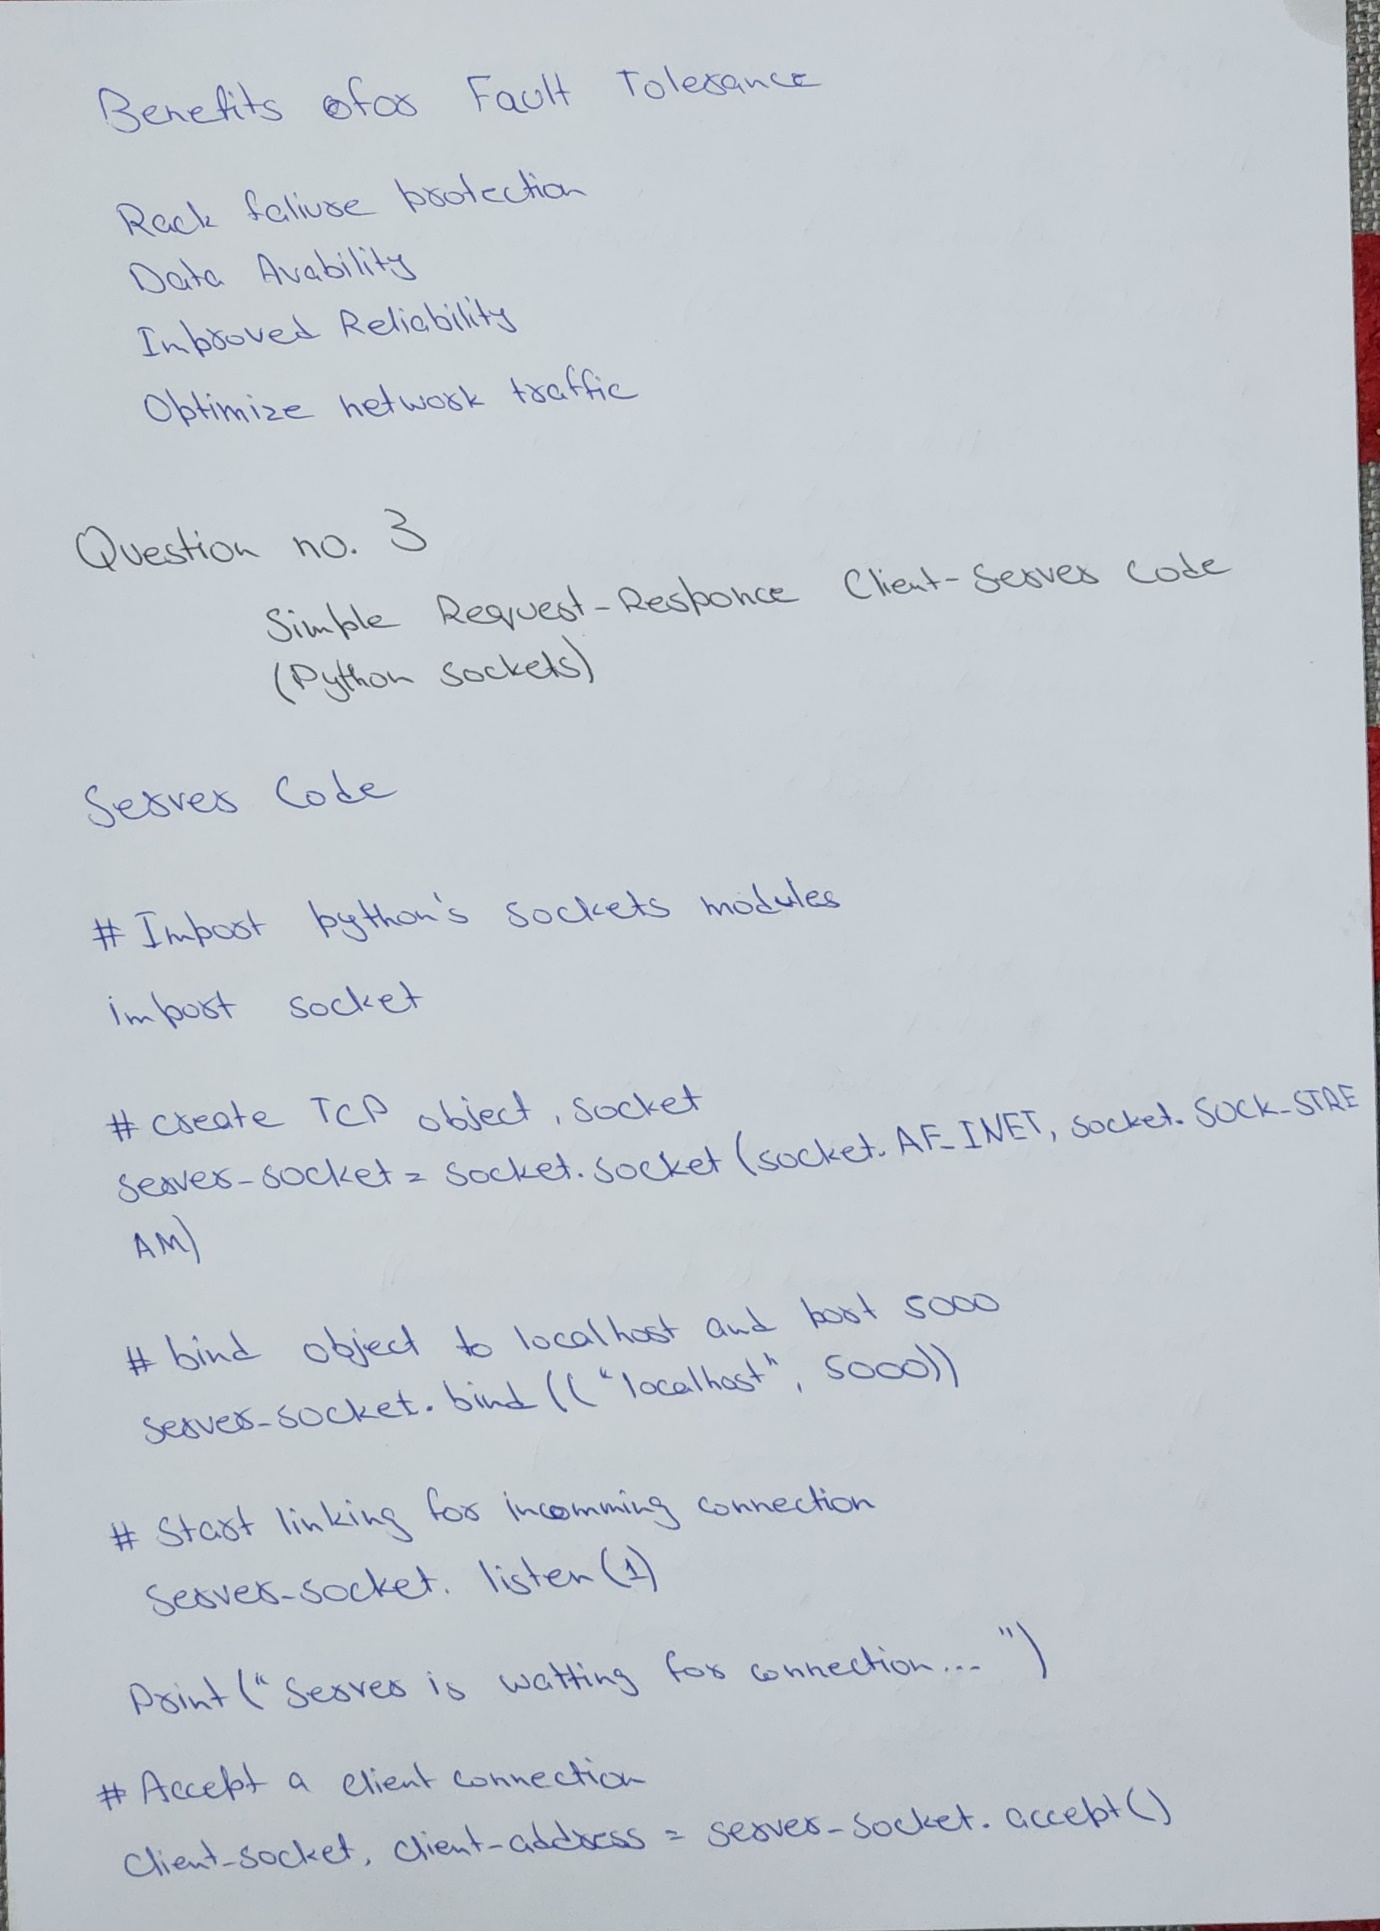 Benefits ofor Fault Tolerance
Rack faliure protection
Data Avability
Improved Reliability
Optimize network traffic
Question no. 3
Simple Request-Responce Client-Server Code
(Python sockets)
Server Code
# Import python's sockets modules
import socket
# create TCP object, socket
server-socket = socket.socket (socket. AF_INET, socket. SOCK_STRE
AM)
# bind object to localhost and port 5000
server-socket. bind (("localhost", 5000))
# Start linking for incomming connection
server-socket. listen (1)
Print ("Server is watting for connection... ")
# Accept a client connection
Client-socket, client-address = server-socket. accept()